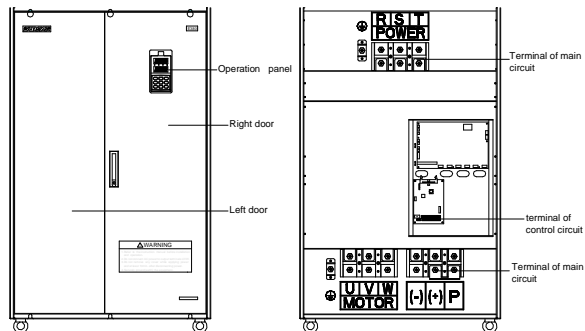 R S T
POWER
Terminal of main
circuit
Operation panel
Right door
Left door
WARNING
terminal of
control circuit
Terminal of main
circuit
U V W
MOTOR
(-) (+) P